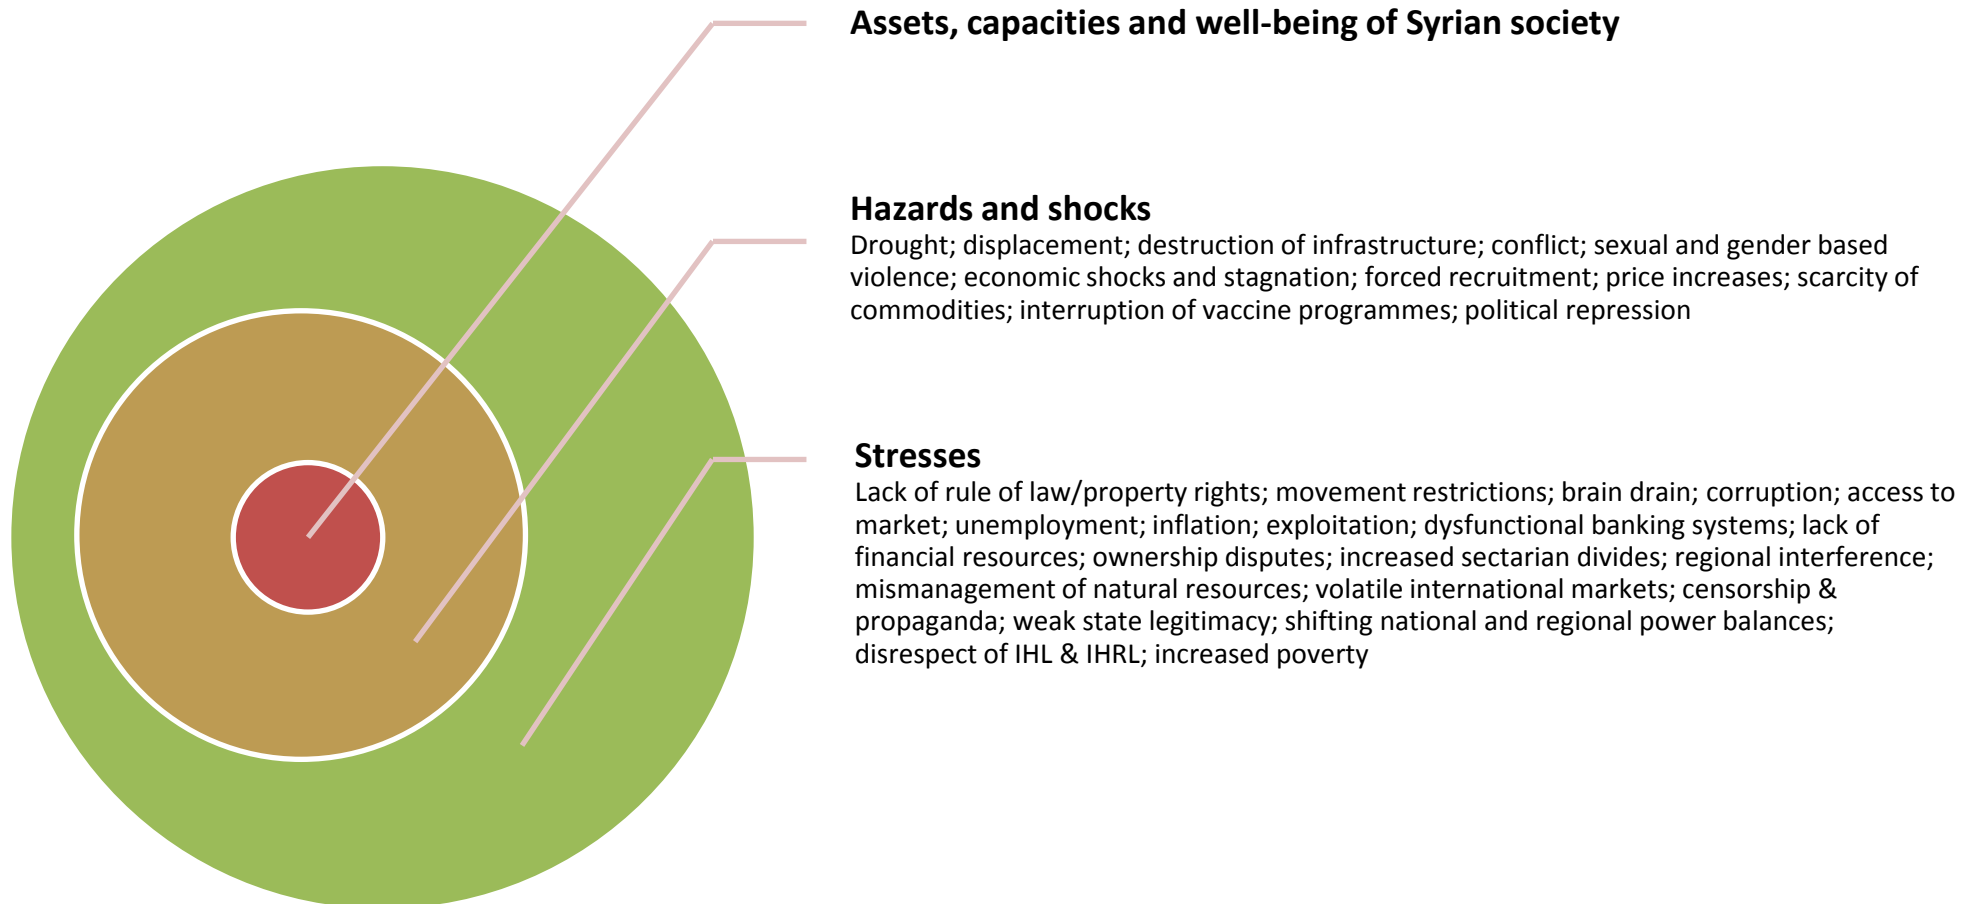 Assets, capacities and well-being of Syrian society
Hazards and shocks
Drought; displacement; destruction of infrastructure; conflict; sexual and gender based
violence; economic shocks and stagnation; forced recruitment; price increases; scarcity of
commodities; interruption of vaccine programmes; political repression
Stresses
Lack of rule of law/property rights; movement restrictions; brain drain; corruption; access to
market; unemployment; inflation; exploitation; dysfunctional banking systems; lack of
financial resources; ownership disputes; increased sectarian divides; regional interference;
mismanagement of natural resources; volatile international markets; censorship &
propaganda; weak state legitimacy; shifting national and regional power balances;
disrespect of IHL & IHRL; increased poverty